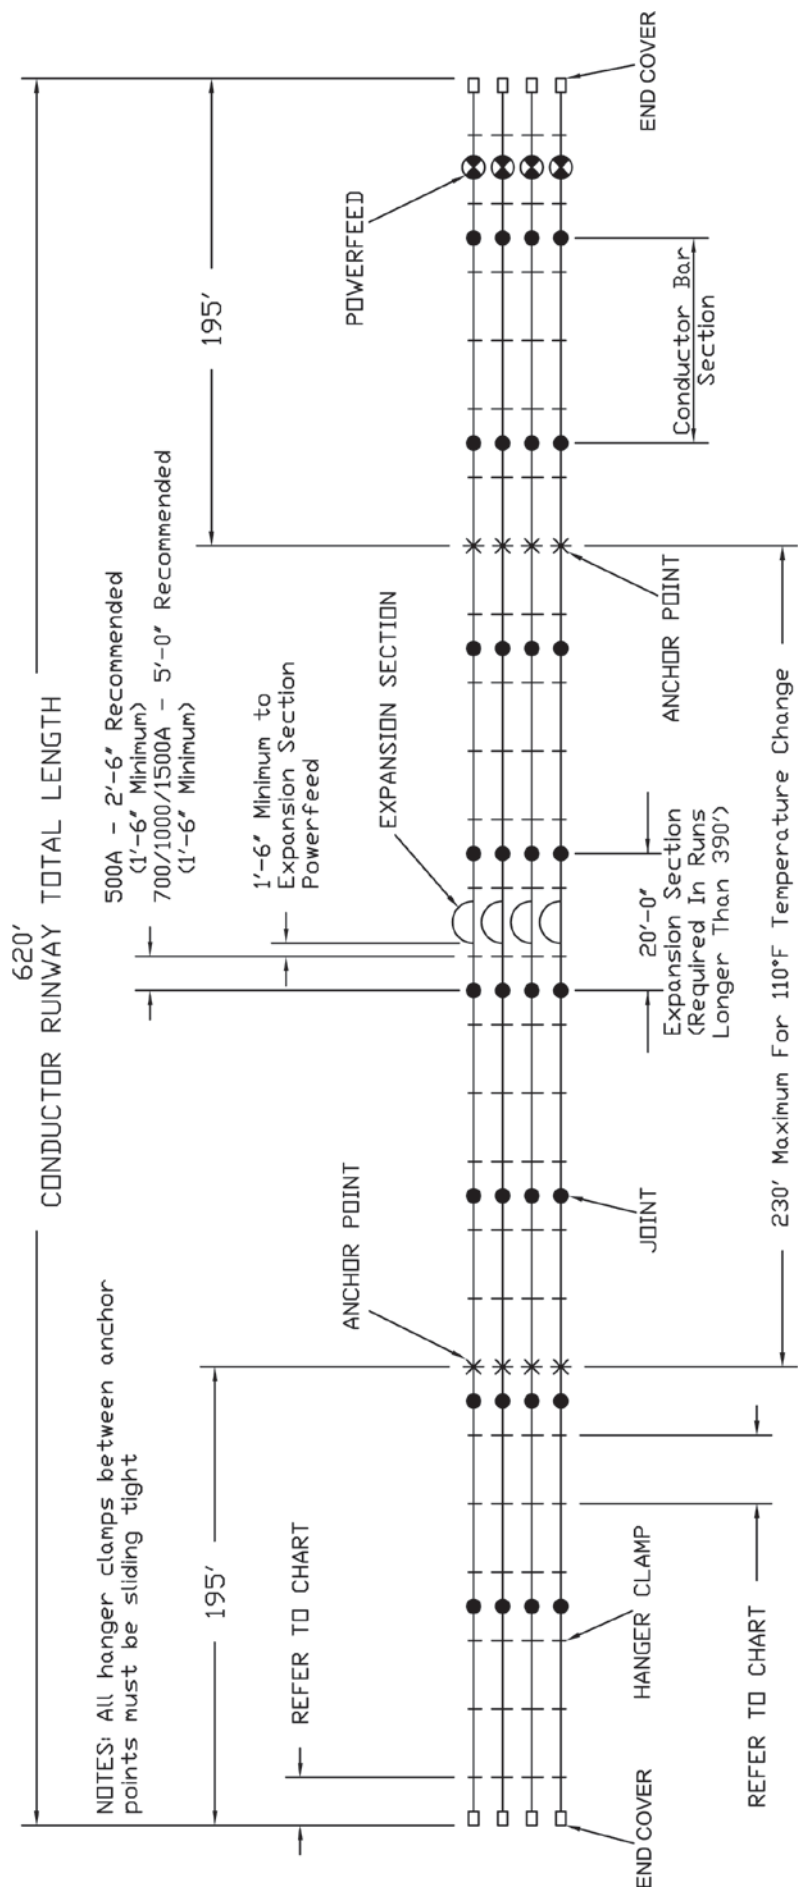 620'
CONDUCTOR RUNWAY TOTAL LENGTH
NOTES: All hanger clamps between anchor
points must be sliding tight
195'
195'
500A - 2'-6" Recommended
(1'-6" Minimum)
700/1000/1500A - 5'-0" Recommended
(1'-6" Minimum)
1'-6" Minimum to
Expansion Section
Powerfeed
REFER TO CHART
ANCHOR POINT
EXPANSION SECTION
POWERFEED
END COVER
END COVER
HANGER CLAMP
JOINT
20'-0"
Expansion Section
(Required In Runs
Longer Than 390')
ANCHOR POINT
Conductor Bar
Section
REFER TO CHART
230' Maximum For 110°F Temperature Change